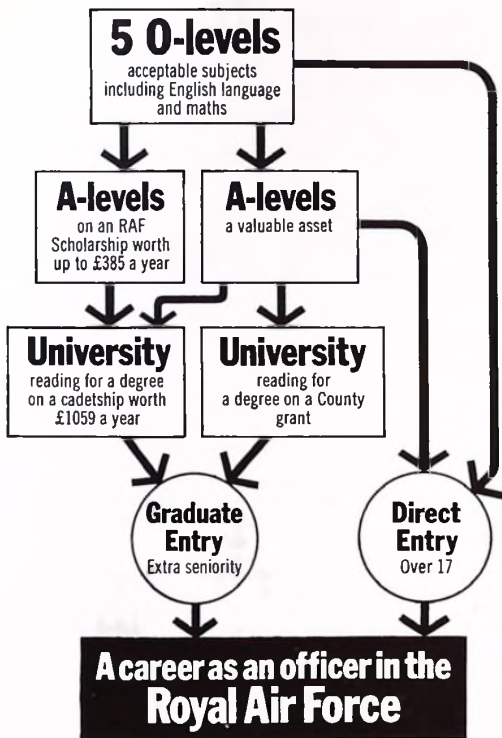 5 O-levels
acceptable subjects
including English language
and maths
A-levels
on an RAF
Scholarship worth
up to £385 a year
A-levels
a valuable asset
University
reading for a degree
on a cadetship worth
£1059 a year
University
reading for
a degree on a County
grant
Graduate
Entry
Extra seniority
Direct
Entry
Over 17
A career as an officer in the
Royal Air Force